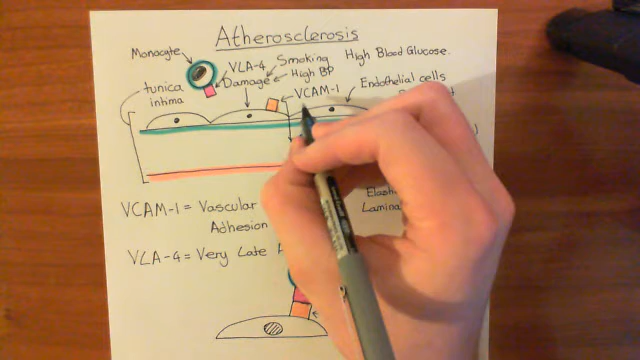 Atherosclerosis
Monocyte
VLA-4
Smoking
High Blood Glucose.
Damage
High BP
tunica
intima
VCAM-1
Endothelial cells
VCAM-1 = Vascular
Adhesion
Lamina
VLA-4 = Very Late